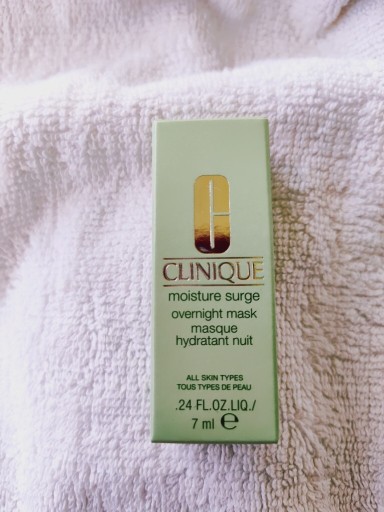 CLINIQUE
moisture surge
overnight mask
masque
hydratant nuit
ALL SKIN TYPES
TOUS TYPES DE PEAU
.24 FL.OZ.LIQ./
7 ml ℮